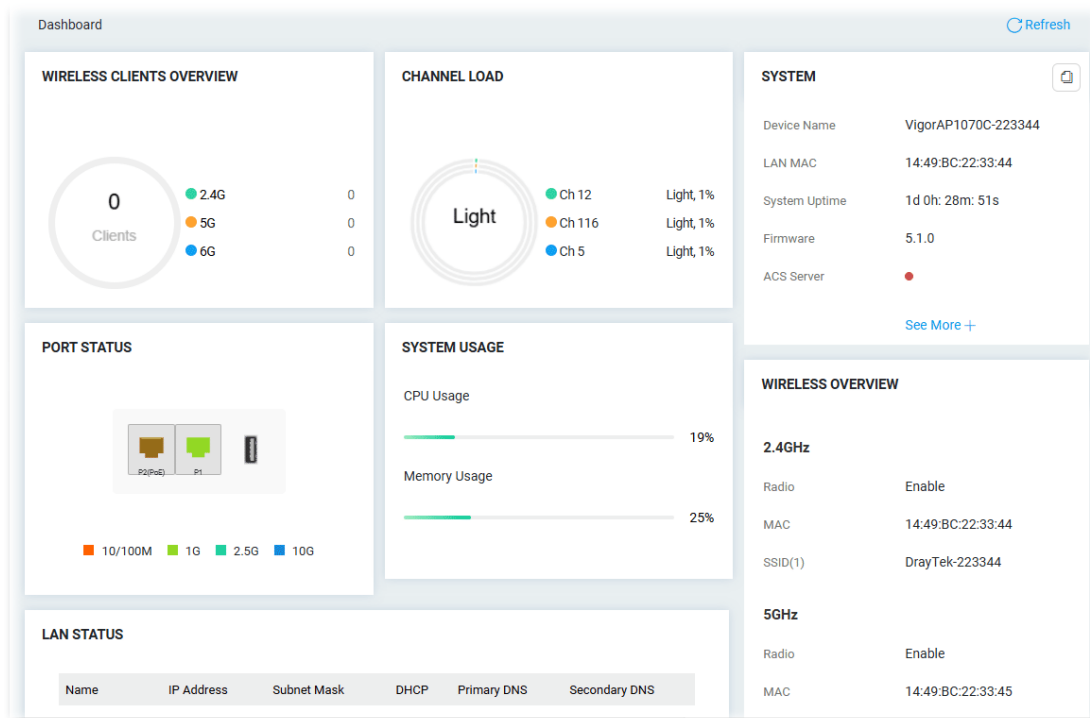 Dashboard
Refresh
WIRELESS CLIENTS OVERVIEW
0
Clients
2.4G 0
5G 0
6G 0
CHANNEL LOAD
Light
Ch 12 Light, 1%
Ch 116 Light, 1%
Ch 5 Light, 1%
SYSTEM
Device Name VigorAP1070C-223344
LAN MAC 14:49:BC:22:33:44
System Uptime 1d 0h: 28m: 51s
Firmware 5.1.0
ACS Server
See More +
PORT STATUS
P2(PoE) P1
10/100M 1G 2.5G 10G
SYSTEM USAGE
CPU Usage
19%
Memory Usage
25%
WIRELESS OVERVIEW
2.4GHz
Radio Enable
MAC 14:49:BC:22:33:44
SSID(1) DrayTek-223344
5GHz
Radio Enable
MAC 14:49:BC:22:33:45
LAN STATUS
Name IP Address Subnet Mask DHCP Primary DNS Secondary DNS